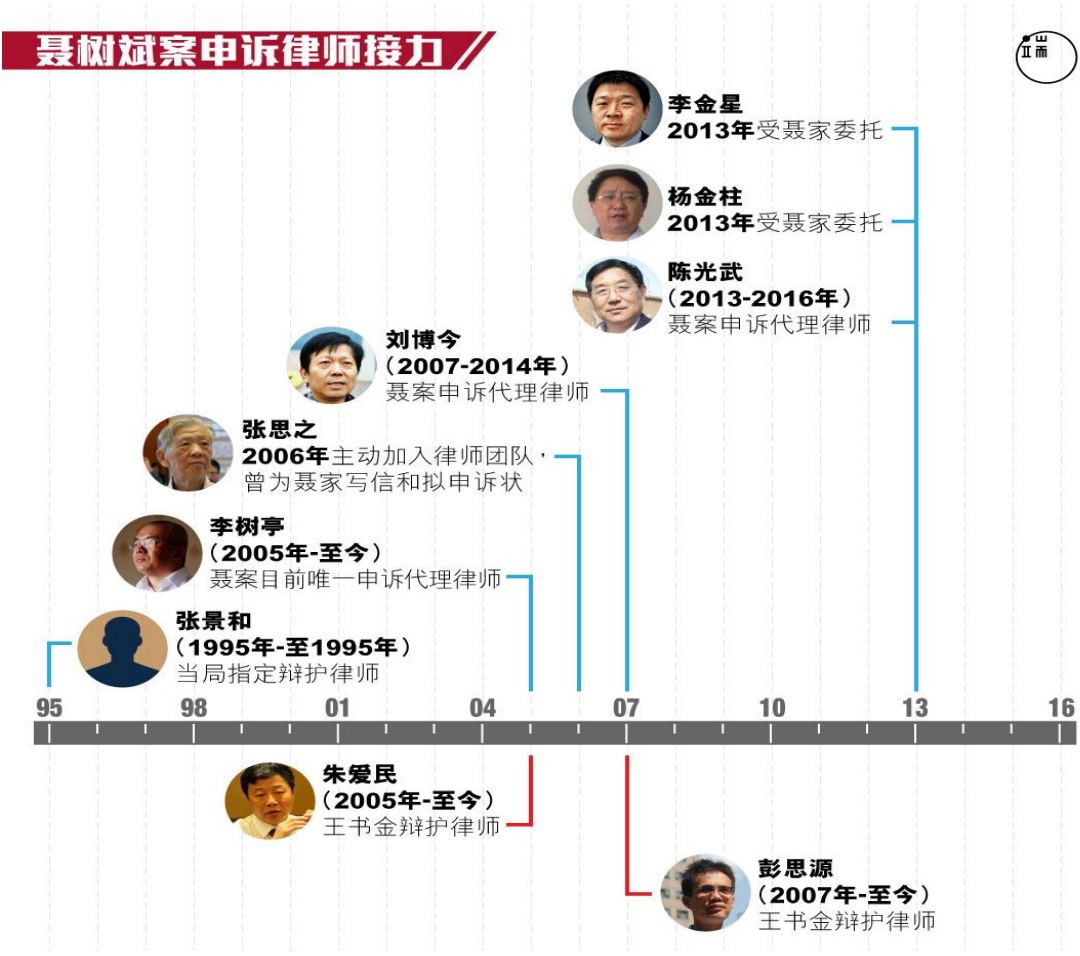 聂树斌案申诉律师接力
端
李金星
2013年受聂家委托
杨金柱
2013年受聂家委托
陈光武
（2013-2016年）
聂案申诉代理律师
刘博今
（2007-2014年）
聂案申诉代理律师
张思之
2006年主动加入律师团队，
曾为聂家写信和拟申诉状
李树亭
（2005年-至今）
聂案目前唯一申诉代理律师
张景和
（1995年-至1995年）
当局指定辩护律师
95 98 01 04 07 10 13 16
朱爱民
（2005年-至今）
王书金辩护律师
彭思源
（2007年-至今）
王书金辩护律师